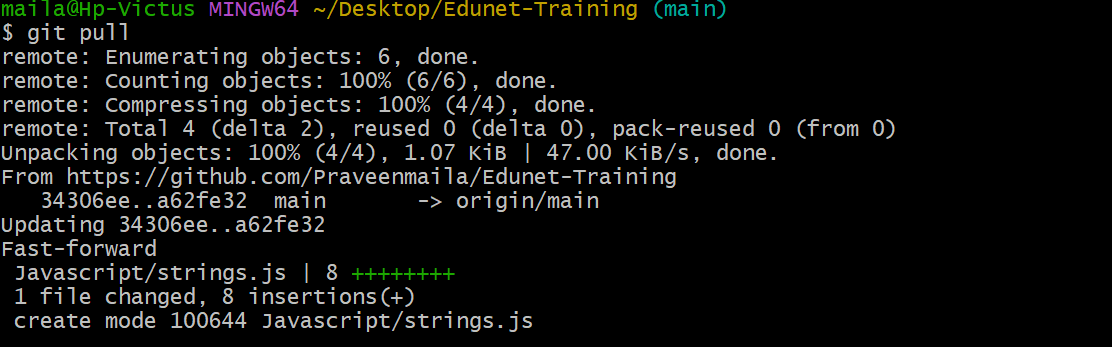 maila@Hp-Victus MINGW64 ~/Desktop/Edunet-Training (main)
$ git pull
remote: Enumerating objects: 6, done.
remote: Counting objects: 100% (6/6), done.
remote: Compressing objects: 100% (4/4), done.
remote: Total 4 (delta 2), reused 0 (delta 0), pack-reused 0 (from 0)
Unpacking objects: 100% (4/4), 1.07 KiB | 47.00 KiB/s, done.
From https://github.com/Praveenmaila/Edunet-Training
   34306ee..a62fe32  main       -> origin/main
Updating 34306ee..a62fe32
Fast-forward
 Javascript/strings.js | 8 ++++++++
 1 file changed, 8 insertions(+)
 create mode 100644 Javascript/strings.js